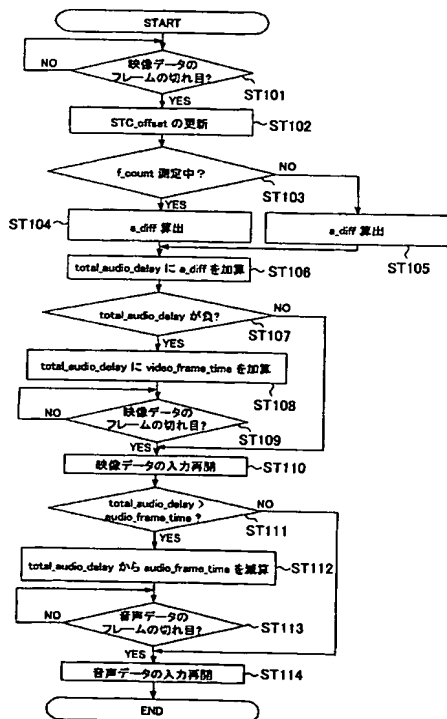 START
映像データの
フレームの切れ目?
NO
ST101
YES
STC_offset の更新
ST102
f_count 測定中?
NO
ST103
YES
ST104
a_diff 算出
a_diff 算出
ST105
total_audio_delay に a_diff を加算
ST106
total_audio_delay が負?
NO
ST107
YES
total_audio_delay に video_frame_time を加算
ST108
映像データの
フレームの切れ目?
NO
ST109
YES
映像データの入力再開
ST110
total_audio_delay >
audio_frame_time ?
NO
ST111
YES
total_audio_delay から audio_frame_time を減算
ST112
音声データの
フレームの切れ目?
NO
ST113
YES
音声データの入力再開
ST114
END